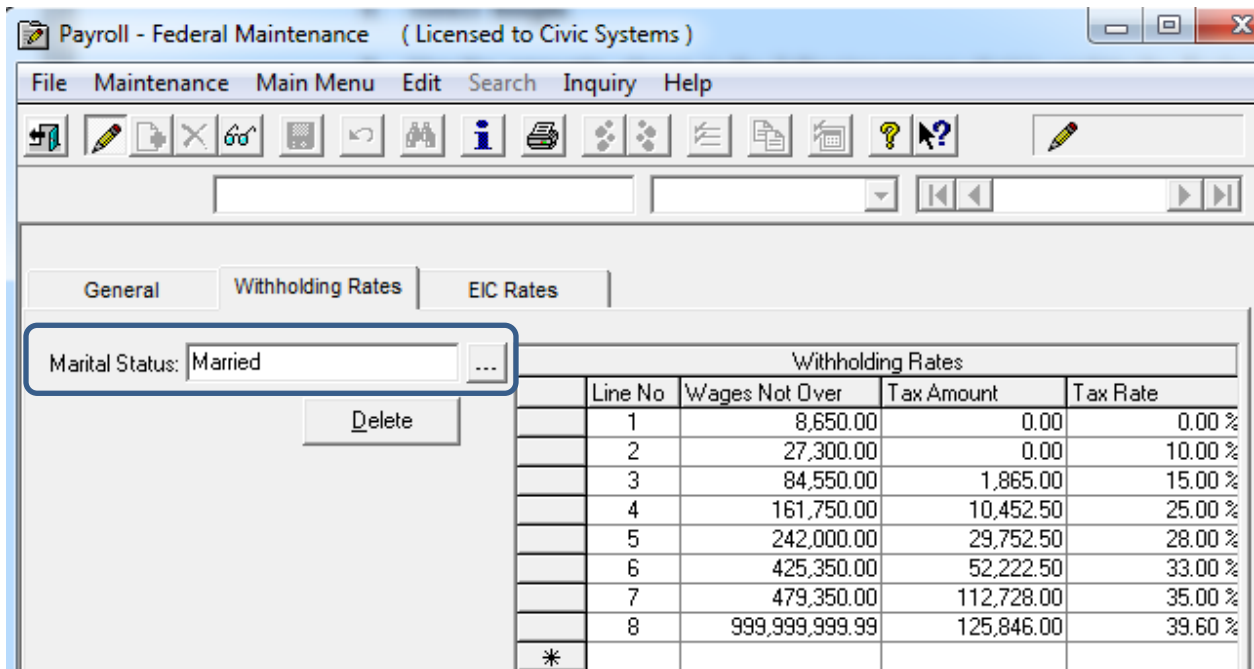 Payroll - Federal Maintenance ( Licensed to Civic Systems )
File Maintenance Main Menu Edit Search Inquiry Help
General Withholding Rates EIC Rates
Marital Status: Married ...
Delete
Withholding Rates
Line No Wages Not Over Tax Amount Tax Rate
1 8,650.00 0.00 0.00 %
2 27,300.00 0.00 10.00 %
3 84,550.00 1,865.00 15.00 %
4 161,750.00 10,452.50 25.00 %
5 242,000.00 29,752.50 28.00 %
6 425,350.00 52,222.50 33.00 %
7 479,350.00 112,728.00 35.00 %
8 999,999,999.99 125,846.00 39.60 %
*